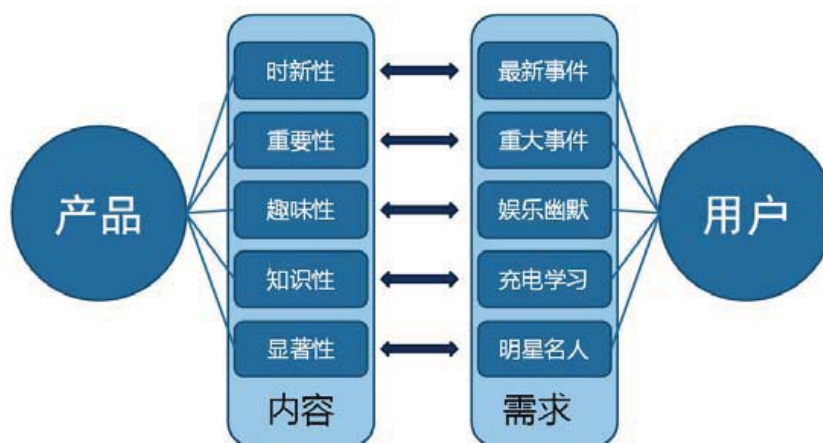 时新性
最新事件
重要性
重大事件
产品
趣味性
娱乐幽默
用户
知识性
充电学习
显著性
明星名人
内容
需求